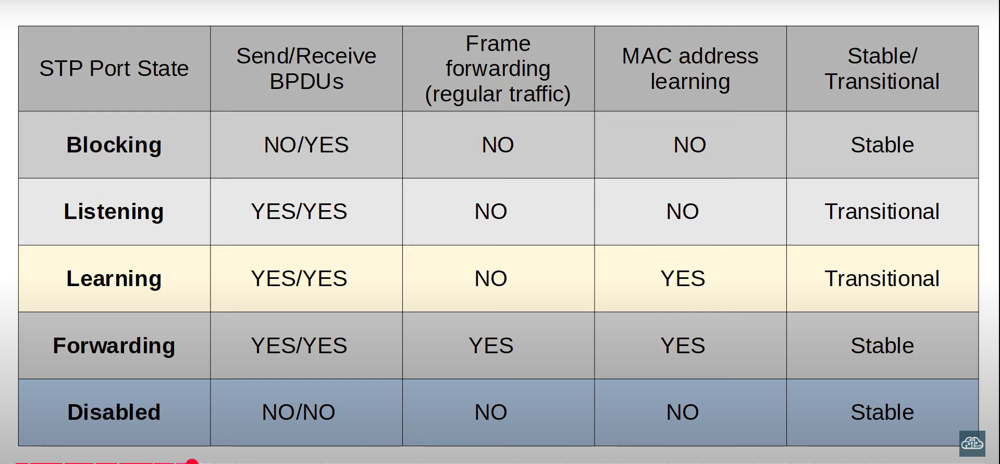 STP Port State
Send/Receive
BPDUs
Frame
forwarding
(regular traffic)
MAC address
learning
Stable/
Transitional
Blocking NO/YES NO NO Stable
Listening YES/YES NO NO Transitional
Learning YES/YES NO YES Transitional
Forwarding YES/YES YES YES Stable
Disabled NO/NO NO NO Stable